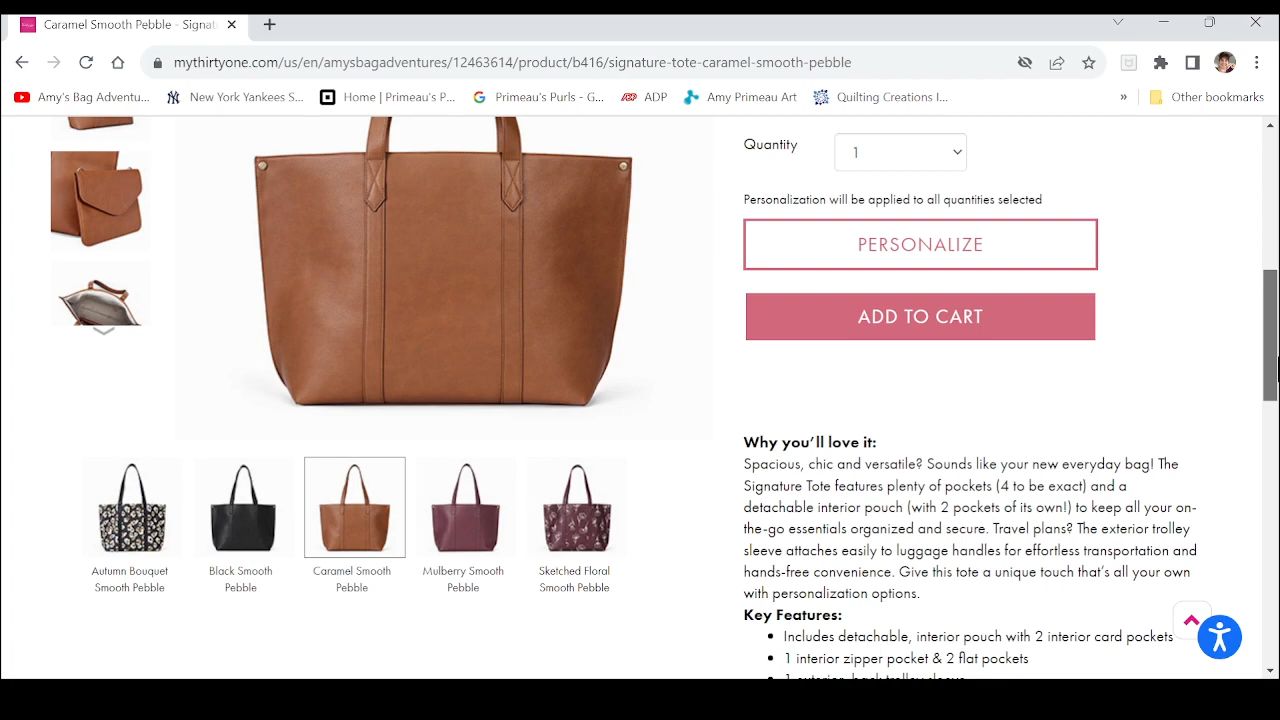 Caramel Smooth Pebble - Signat
mythirtyone.com/us/en/amysbagadventures/12463614/product/b416/signature-tote-caramel-smooth-pebble
Amy's Bag Adventu... New York Yankees S... Home | Primeau's P... Primeau's Purls - G... ADP Amy Primeau Art Quilting Creations I... » Other bookmarks
Quantity 1
Personalization will be applied to all quantities selected
PERSONALIZE
ADD TO CART
Why you'll love it:
Spacious, chic and versatile? Sounds like your new everyday bag! The
Signature Tote features plenty of pockets (4 to be exact) and a
detachable interior pouch (with 2 pockets of its own!) to keep all your on-
the-go essentials organized and secure. Travel plans? The exterior trolley
sleeve attaches easily to luggage handles for effortless transportation and
hands-free convenience. Give this tote a unique touch that's all your own
with personalization options.
Key Features:
• Includes detachable, interior pouch with 2 interior card pockets
• 1 interior zipper pocket & 2 flat pockets
• 1 exterior, back trolley sleeve
Autumn Bouquet
Smooth Pebble
Black Smooth
Pebble
Caramel Smooth
Pebble
Mulberry Smooth
Pebble
Sketched Floral
Smooth Pebble